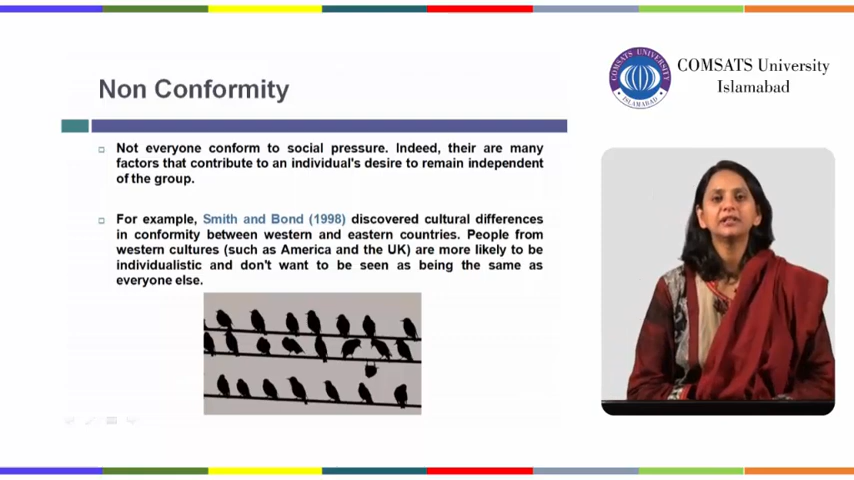 Non Conformity
Not everyone conform to social pressure. Indeed, their are many
factors that contribute to an individual's desire to remain independent
of the group.
For example, Smith and Bond (1998) discovered cultural differences
in conformity between western and eastern countries. People from
western cultures (such as America and the UK) are more likely to be
individualistic and don't want to be seen as being the same as
everyone else.
COMSATS UNIVERSITY
ISLAMABAD
COMSATS University
Islamabad